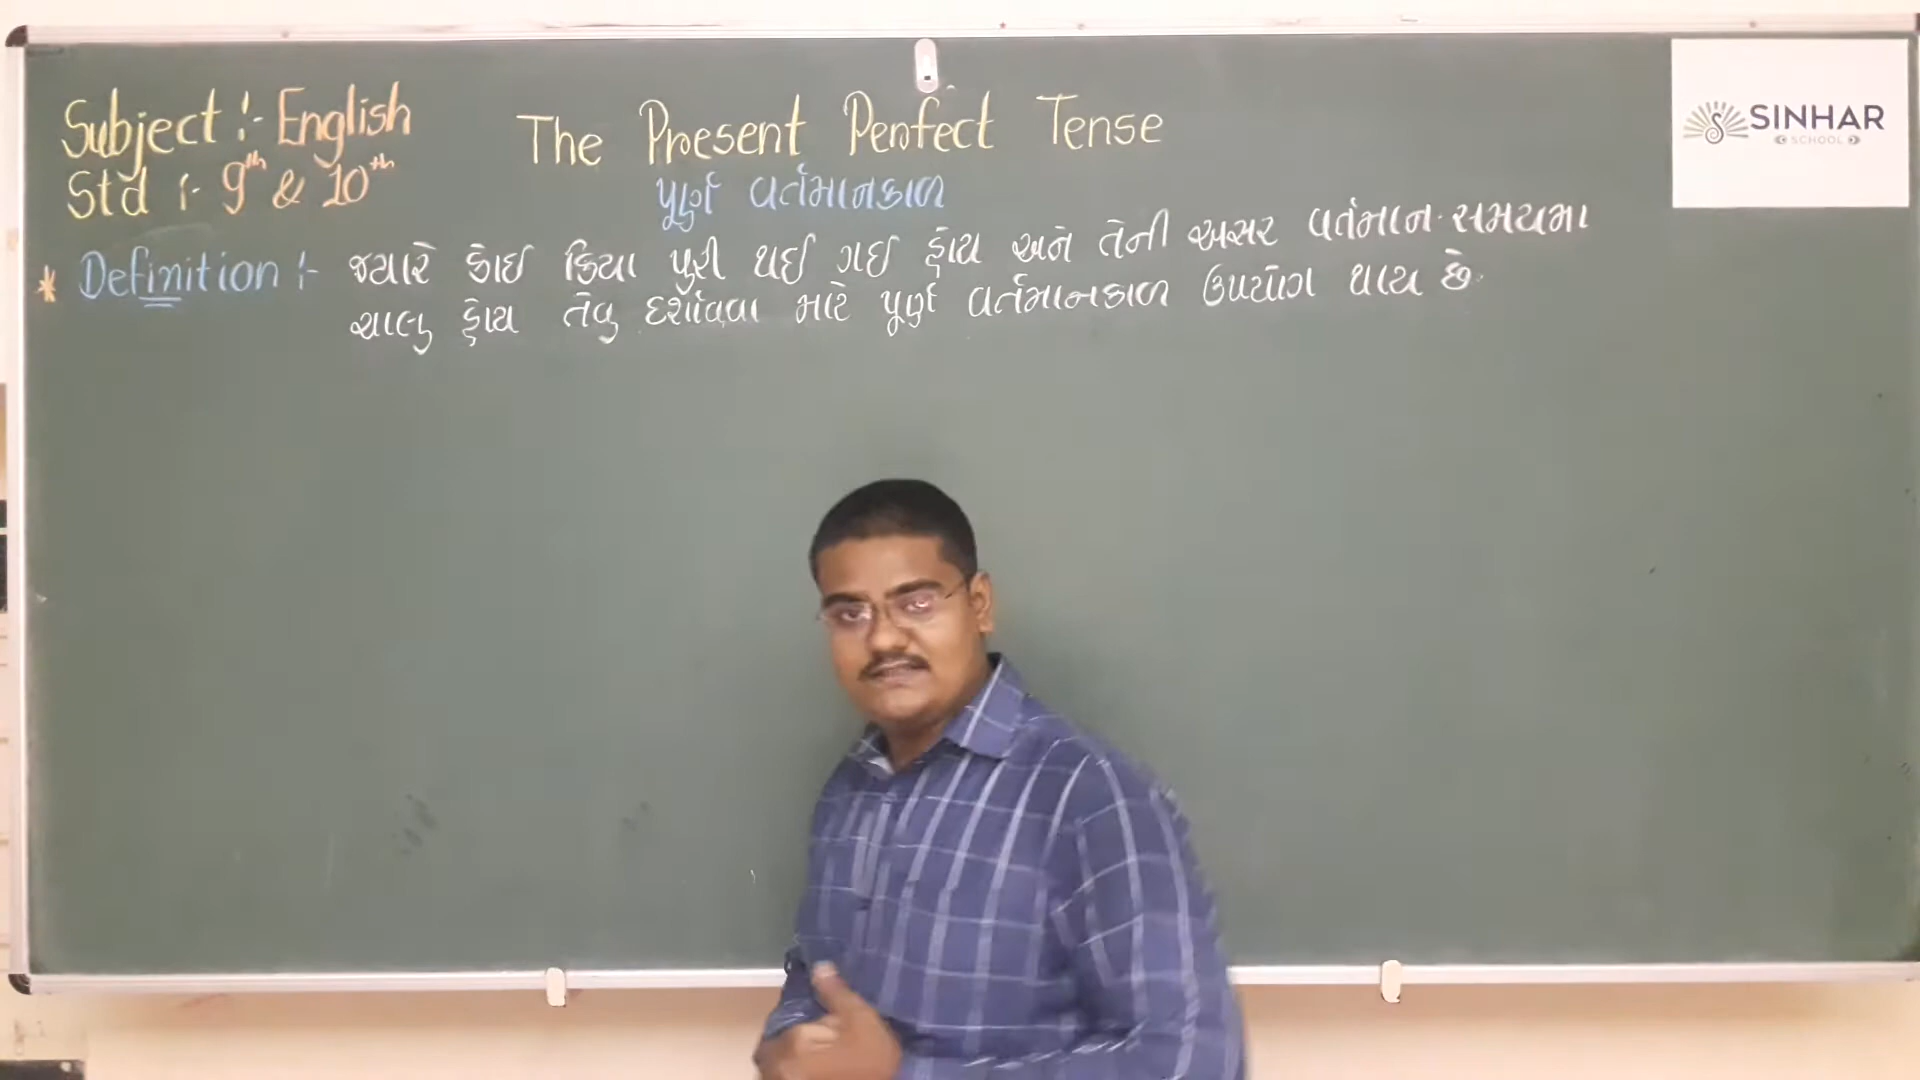 Subject :- English
Std :- 9th & 10th
The Present Perfect Tense
પૂર્ણ વર્તમાનકાળ
* Definition :- જ્યારે કોઈ ક્રિયા પુરી થઈ ગઈ હોય અને તેની અસર વર્તમાન સમયમા
ચાલુ હોય તેવુ દર્શાવવા માટે પૂર્ણ વર્તમાનકાળ ઉપયોગ થાય છે.
SINHAR
SCHOOL